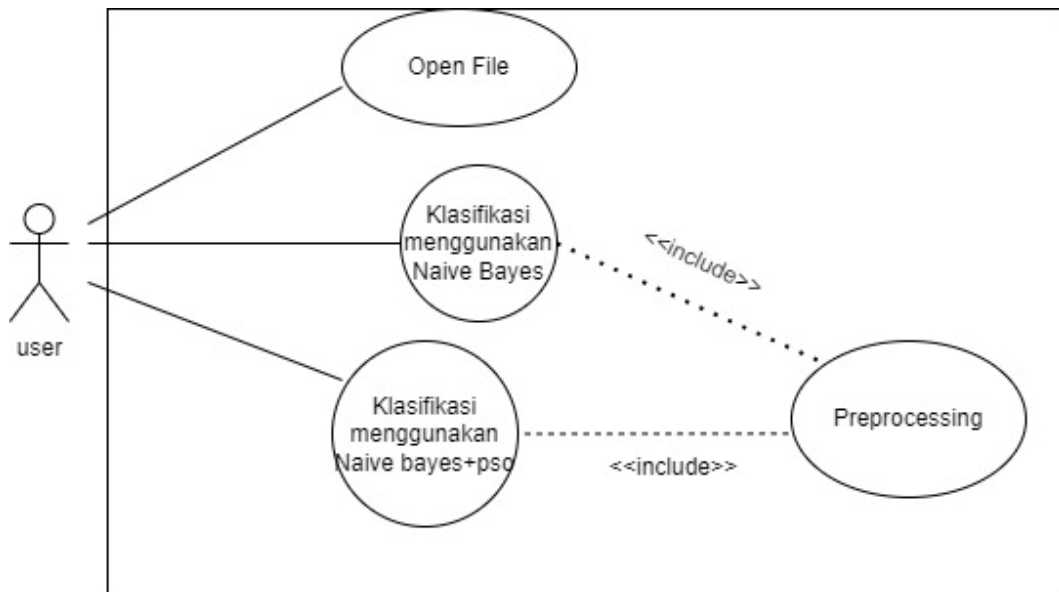 Open File
Klasifikasi
menggunakan
Naive Bayes
<<include>>
user
Klasifikasi
menggunakan
Naive bayes+pso
<<include>>
Preprocessing